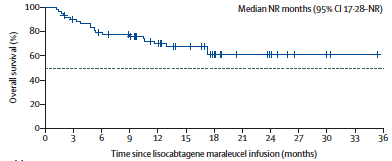 Median NR months (95% CI 17·28–NR)
Overall survival (%)
100
80
60
40
20
0
0 3 6 9 12 15 18 21 24 27 30 33 36
Time since lisocabtagene maraleucel infusion (months)